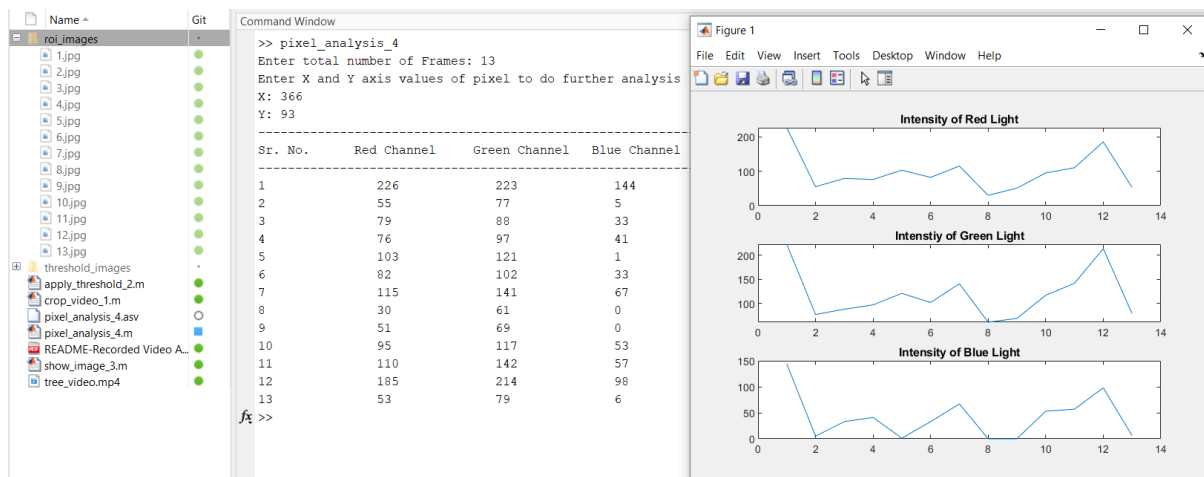 Name Git
roi_images
1.jpg
2.jpg
3.jpg
4.jpg
5.jpg
6.jpg
7.jpg
8.jpg
9.jpg
10.jpg
11.jpg
12.jpg
13.jpg
threshold_images
apply_threshold_2.m
crop_video_1.m
pixel_analysis_4.asv
pixel_analysis_4.m
README-Recorded Video A...
show_image_3.m
tree_video.mp4
Command Window
>> pixel_analysis_4
Enter total number of Frames: 13
Enter X and Y axis values of pixel to do further analysis
X: 366
Y: 93
Sr. No. Red Channel Green Channel Blue Channel
1 226 223 144
2 55 77 5
3 79 88 33
4 76 97 41
5 103 121 1
6 82 102 33
7 115 141 67
8 30 61 0
9 51 69 0
10 95 117 53
11 110 142 57
12 185 214 98
13 53 79 6
fx >>
Figure 1
File Edit View Insert Tools Desktop Window Help
Intensity of Red Light
200
100
0
0 2 4 6 8 10 12 14
Intenstiy of Green Light
200
150
100
0 2 4 6 8 10 12 14
Intensity of Blue Light
150
100
50
0
0 2 4 6 8 10 12 14